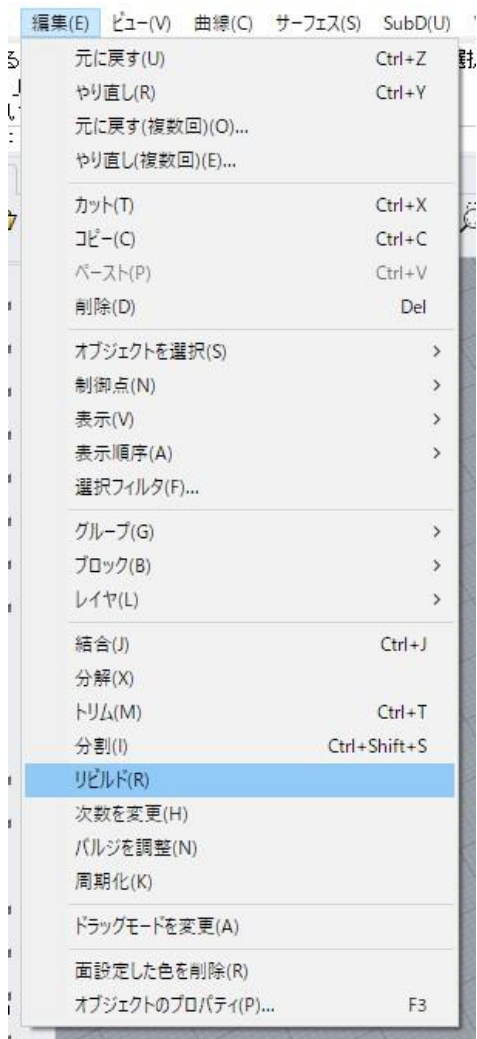 編集(E) ビュー(V) 曲線(C) サーフェス(S) SubD(U)
元に戻す(U) Ctrl+Z
やり直し(R) Ctrl+Y
元に戻す(複数回)(O)...
やり直し(複数回)(E)...
カット(T) Ctrl+X
コピー(C) Ctrl+C
ペースト(P) Ctrl+V
削除(D) Del
オブジェクトを選択(S) >
制御点(N) >
表示(V) >
表示順序(A) >
選択フィルタ(F)...
グループ(G) >
ブロック(B) >
レイヤ(L) >
結合(J) Ctrl+J
分解(X)
トリム(M) Ctrl+T
分割(I) Ctrl+Shift+S
リビルド(R)
次数を変更(H)
バルジを調整(N)
周期化(K)
ドラッグモードを変更(A)
面設定した色を削除(R)
オブジェクトのプロパティ(P)... F3